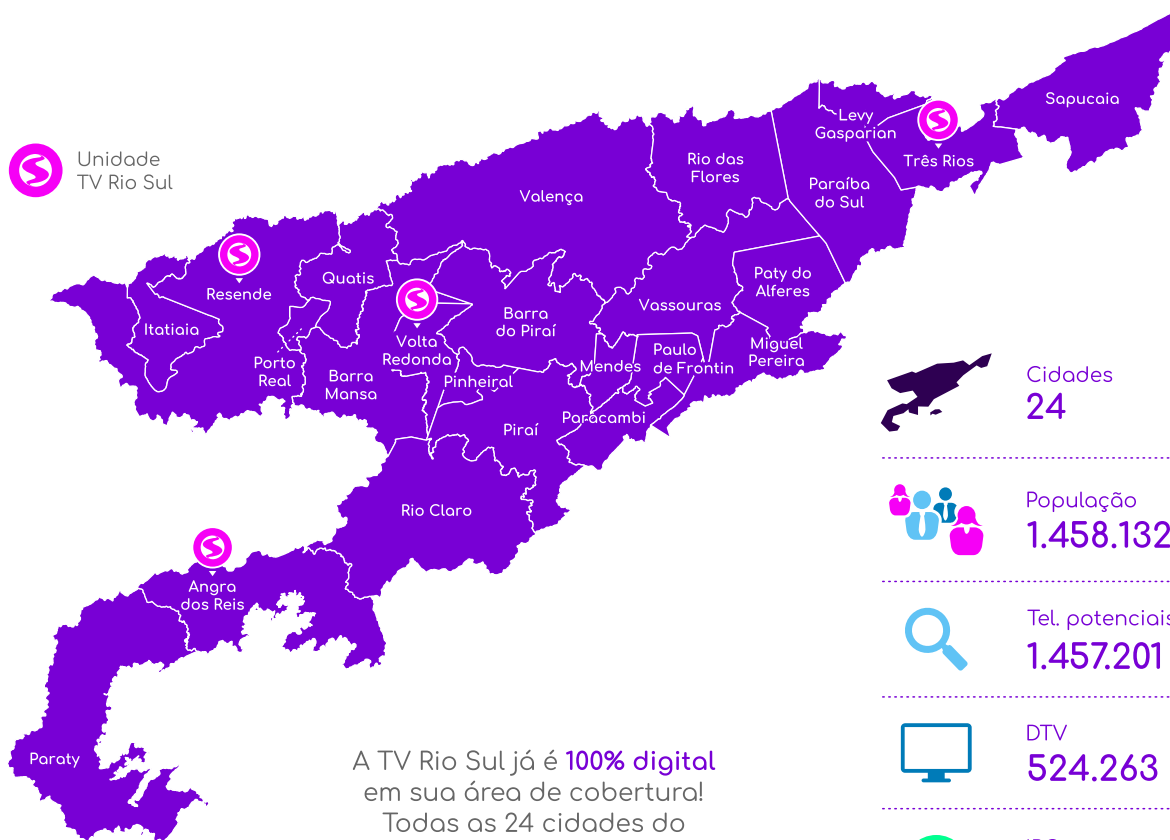 Sapucaia
Levy
Gasparian
Três Rios
Unidade
TV Rio Sul
Rio das
Flores
Paraíba
do Sul
Valença
Resende
Quatis
Paty do
Alferes
Vassouras
Barra
do Piraí
Itatiaia
Volta
Redonda
Miguel
Pereira
Paulo
de Frontin
Mendes
Porto
Real
Barra
Mansa
Pinheiral
Paracambi
Piraí
Rio Claro
Angra
dos Reis
Paraty
Cidades
24
População
1.458.132
Tel. potenciais
1.457.201
DTV
524.263
A TV Rio Sul já é 100% digital
em sua área de cobertura!
Todas as 24 cidades do